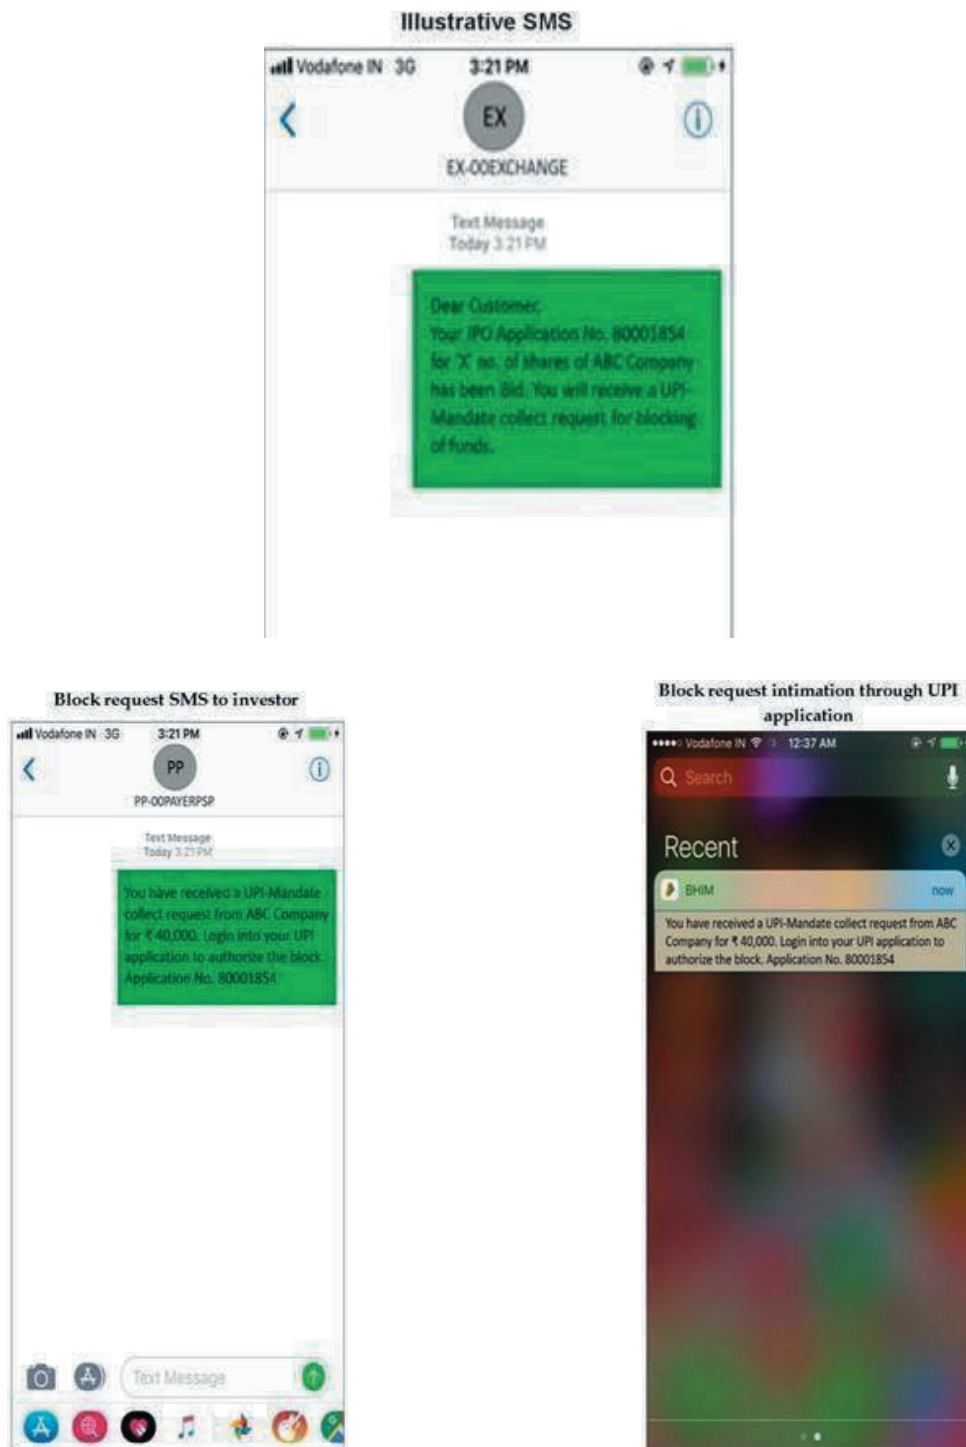 Illustrative SMS
Vodafone IN 3G 3:21 PM
EX
EX-00EXCHANGE
Text Message
Today 3:21 PM
Dear Customer,
Your IPO Application No. 80001854
for 'X' no. of shares of ABC Company
has been Bid. You will receive a UPI-
Mandate collect request for blocking
of funds.
Block request SMS to investor
Vodafone IN 3G 3:21 PM
PP
PP-00PAYERPSP
Text Message
Today 3:21 PM
You have received a UPI-Mandate
collect request from ABC Company
for ₹ 40,000. Login into your UPI
application to authorize the block.
Application No. 80001854
Text Message
Block request intimation through UPI
application
Vodafone IN 12:37 AM
Search
Recent
BHIM now
You have received a UPI-Mandate collect request from ABC
Company for ₹ 40,000. Login into your UPI application to
authorize the block. Application No. 80001854